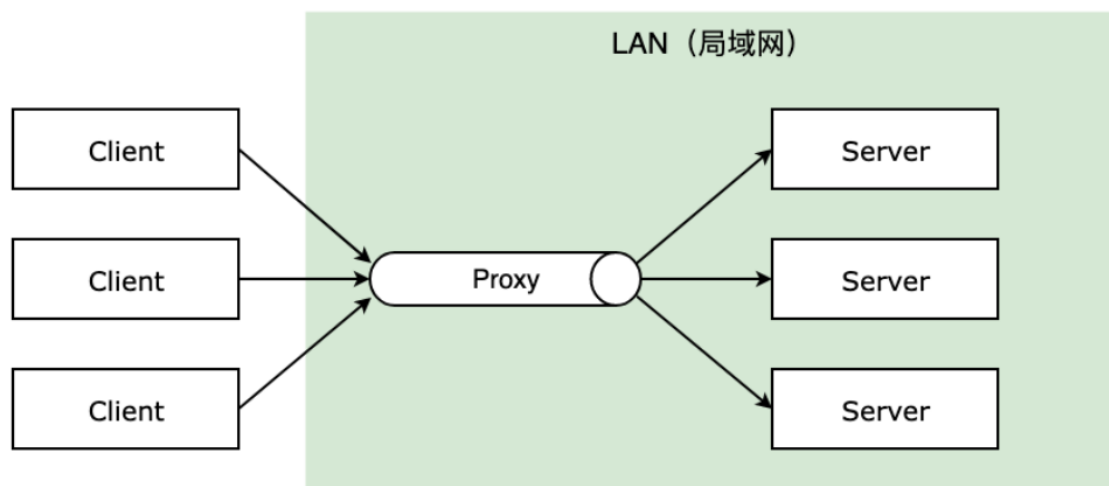 LAN（局域网）
Client
Server
Client
Proxy
Server
Client
Server